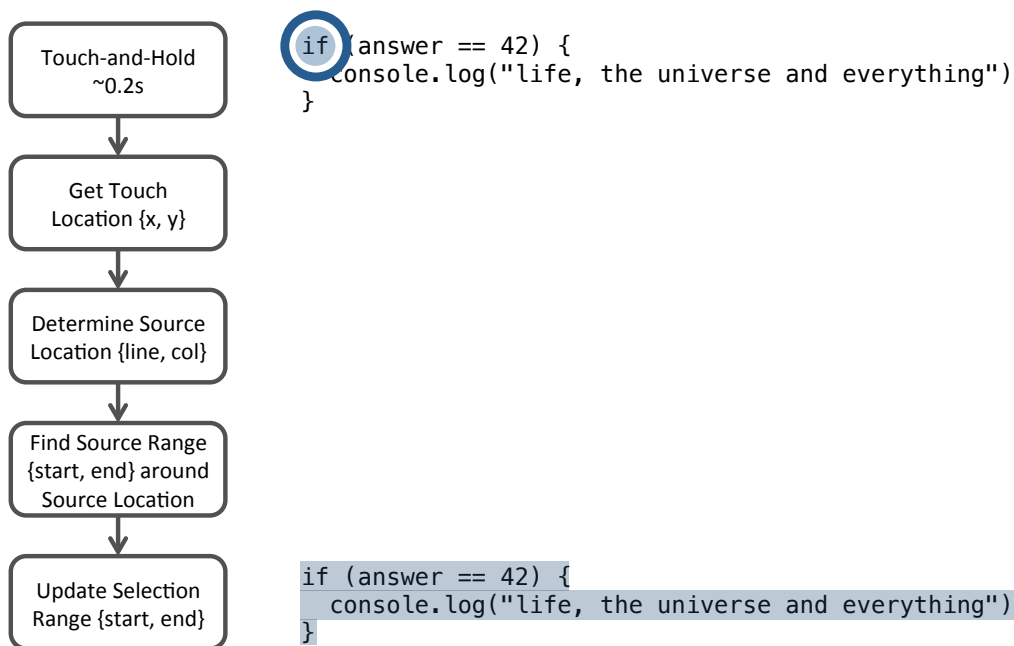 Touch-and-Hold
~0.2s
if (answer == 42) {
  console.log("life, the universe and everything")
}
Get Touch
Location {x, y}
Determine Source
Location {line, col}
Find Source Range
{start, end} around
Source Location
Update Selection
Range {start, end}
if (answer == 42) {
  console.log("life, the universe and everything")
}